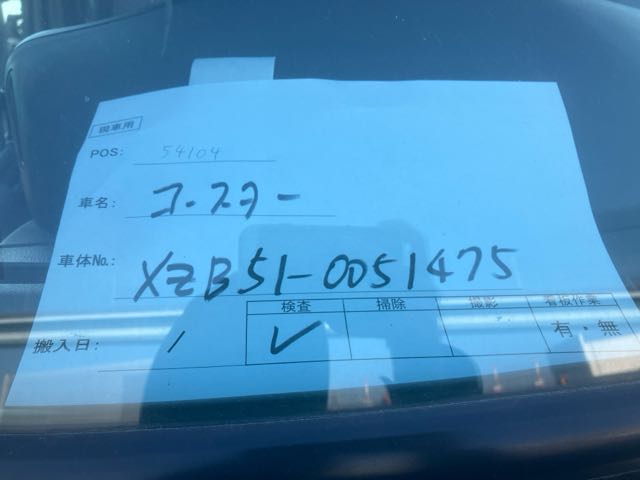 現車用
POS: 54104
車名: コースター
車体No.: XZB51-0051475
検査 掃除 撮影 看板作業
搬入日: / ✓ 有・無